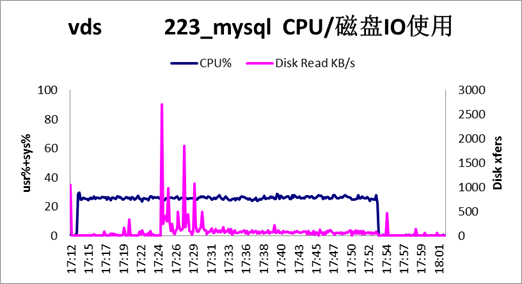 vds 223_mysql CPU/磁盘IO使用
CPU% Disk Read KB/s
usr%+sys%
100
80
60
40
20
0
3000
2500
2000
1500
1000
500
0
Disk xfers
17:12 17:15 17:17 17:19 17:22 17:24 17:26 17:29 17:31 17:33 17:36 17:38 17:40 17:43 17:45 17:47 17:50 17:52 17:54 17:57 17:59 18:01